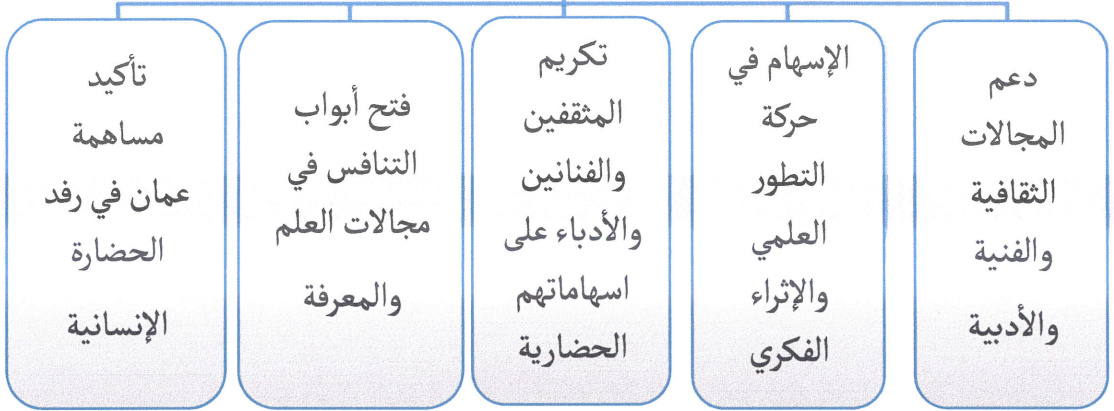 دعم
المجالات
الثقافية
والفنية
والأدبية
الإسهام في
حركة
التطور
العلمي
والإثراء
الفكري
تكريم
المثقفين
والفنانين
والأدباء على
اسهاماتهم
الحضارية
فتح أبواب
التنافس في
مجالات العلم
والمعرفة
تأكيد
مساهمة
عمان في رفد
الحضارة
الإنسانية